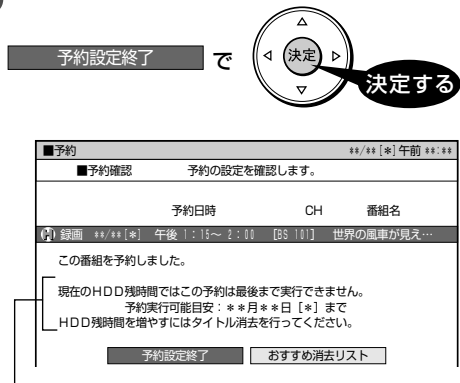 予約設定終了 で 決定 決定する
■予約 **/**[*]午前 **:**
■予約確認 予約の設定を確認します。
予約日時 CH 番組名
録画 **/**[*] 午後 1:15~ 2:00 [BS 101] 世界の風車が見え…
この番組を予約しました。
現在のHDD残時間ではこの予約は最後まで実行できません。
予約実行可能目安:**月**日[*]まで
HDD残時間を増やすにはタイトル消去を行ってください。
予約設定終了 おすすめ消去リスト